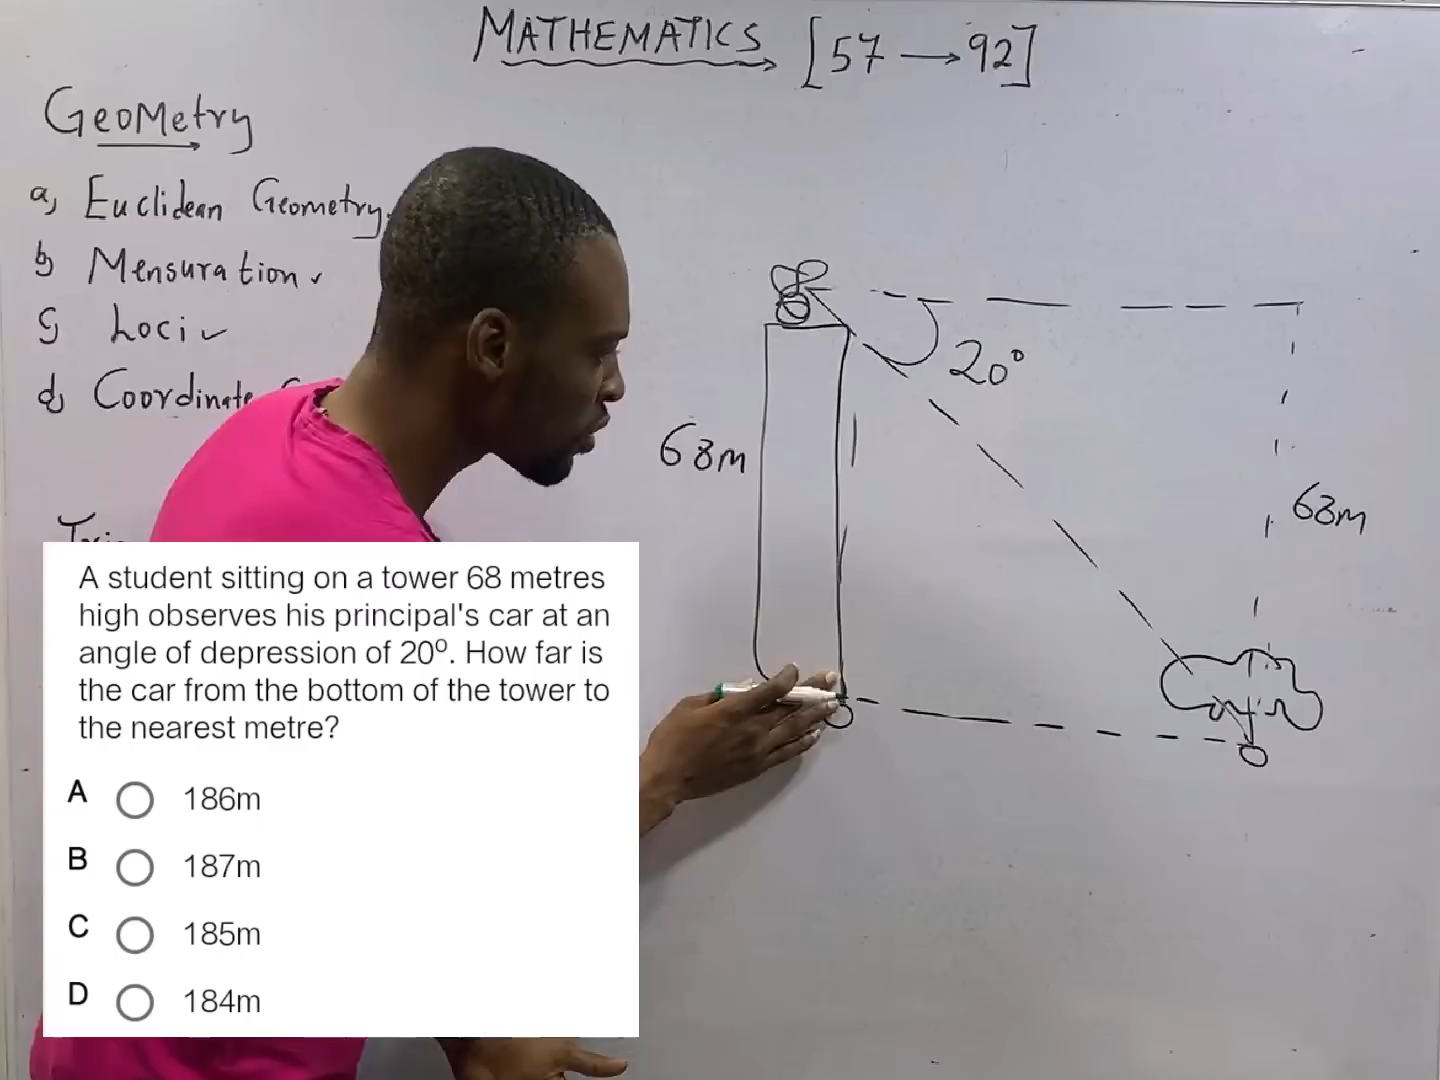 MATHEMATICS [57 → 92]
GeoMetry
a, Euclidean Geometry.
b, Mensuration
c, Loci
d, Coordinate
20°
68m
68m
A student sitting on a tower 68 metres
high observes his principal's car at an
angle of depression of 20⁰. How far is
the car from the bottom of the tower to
the nearest metre?
A 186m
B 187m
C 185m
D 184m